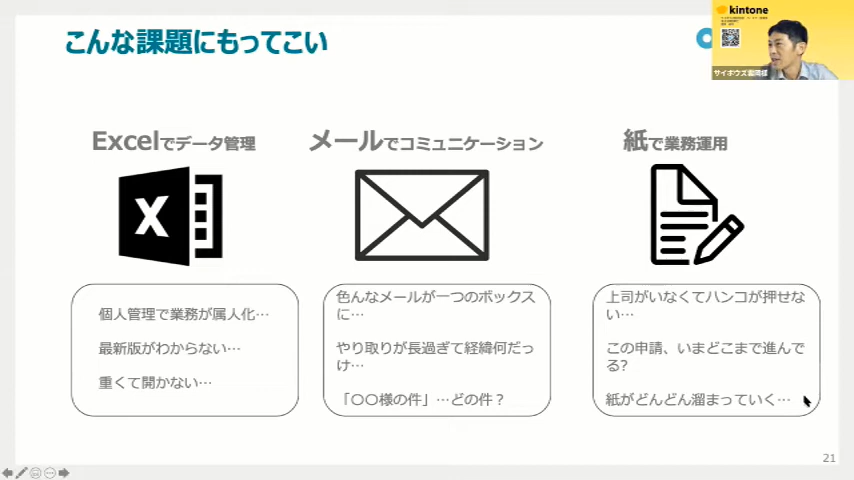 こんな課題にもってこい
kintone
サイボウズ
Excelでデータ管理
メールでコミュニケーション
紙で業務運用
X
個人管理で業務が属人化…
最新版がわからない…
重くて開かない…
色んなメールが一つのボックス
に…
やり取りが長過ぎて経緯何だっ
け…
「〇〇様の件」…どの件？
上司がいなくてハンコが押せな
い…
この申請、いまどこまで進んで
る?
紙がどんどん溜まっていく…
21